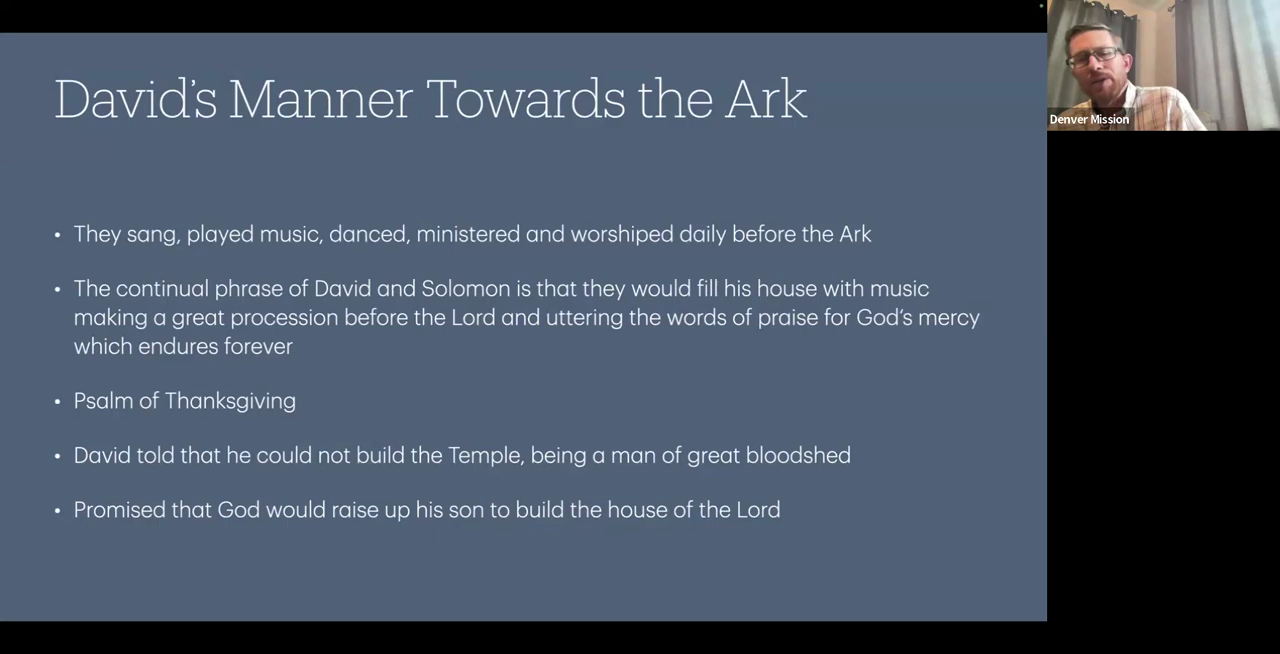 David's Manner Towards the Ark
Denver Mission
• They sang, played music, danced, ministered and worshiped daily before the Ark
• The continual phrase of David and Solomon is that they would fill his house with music
making a great procession before the Lord and uttering the words of praise for God's mercy
which endures forever
• Psalm of Thanksgiving
• David told that he could not build the Temple, being a man of great bloodshed
• Promised that God would raise up his son to build the house of the Lord